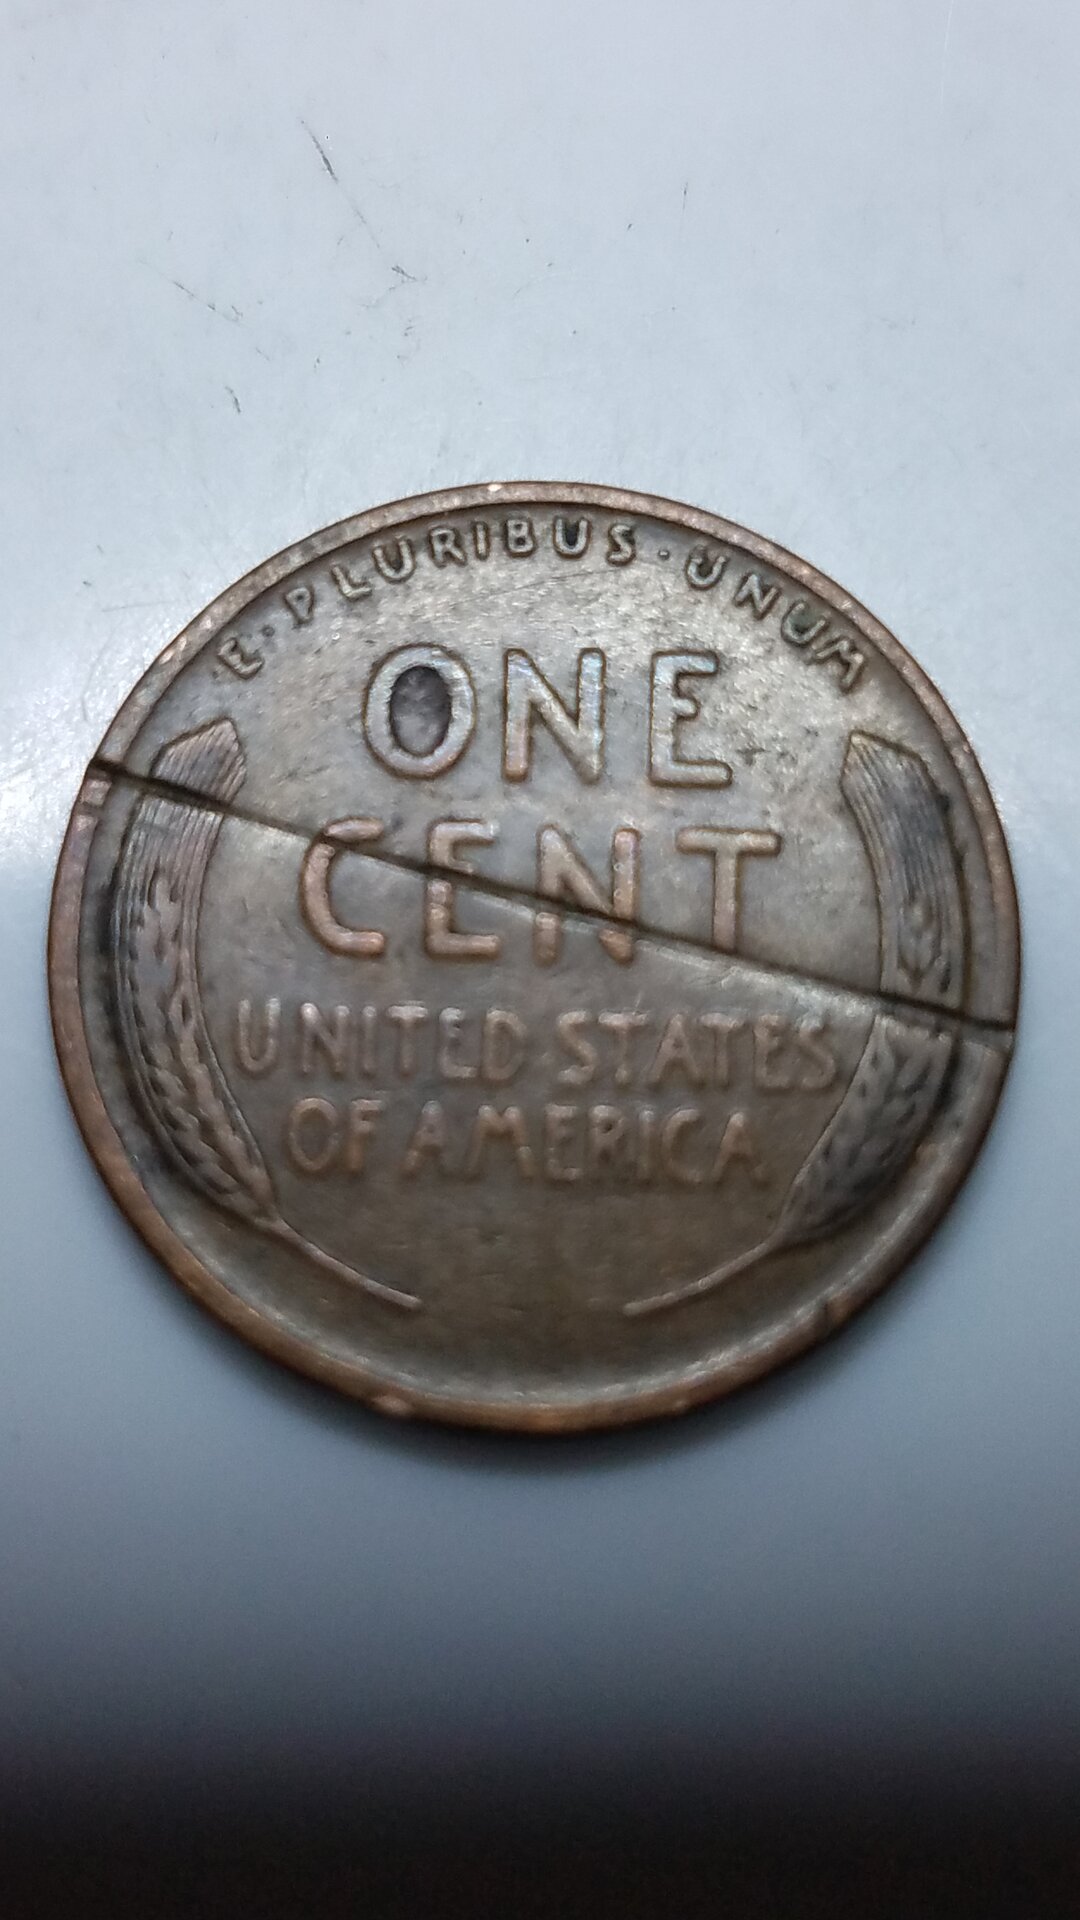 E·PLURIBUS·UNUM
ONE
CENT
UNITED STATES
OF AMERICA